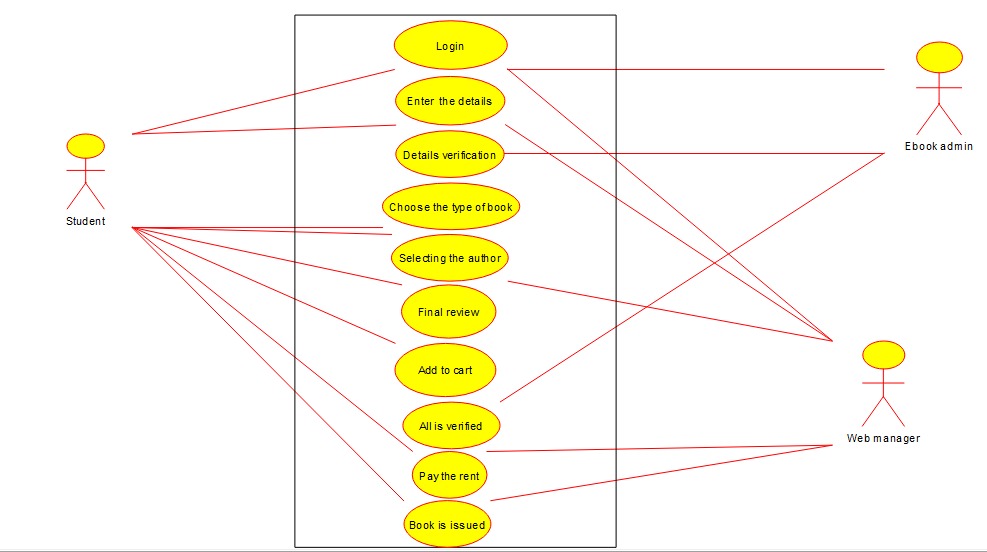 Login
Enter the details
Ebook admin
Details verification
Choose the type of book
Student
Selecting the author
Final review
Add to cart
All is verified
Web manager
Pay the rent
Book is issued